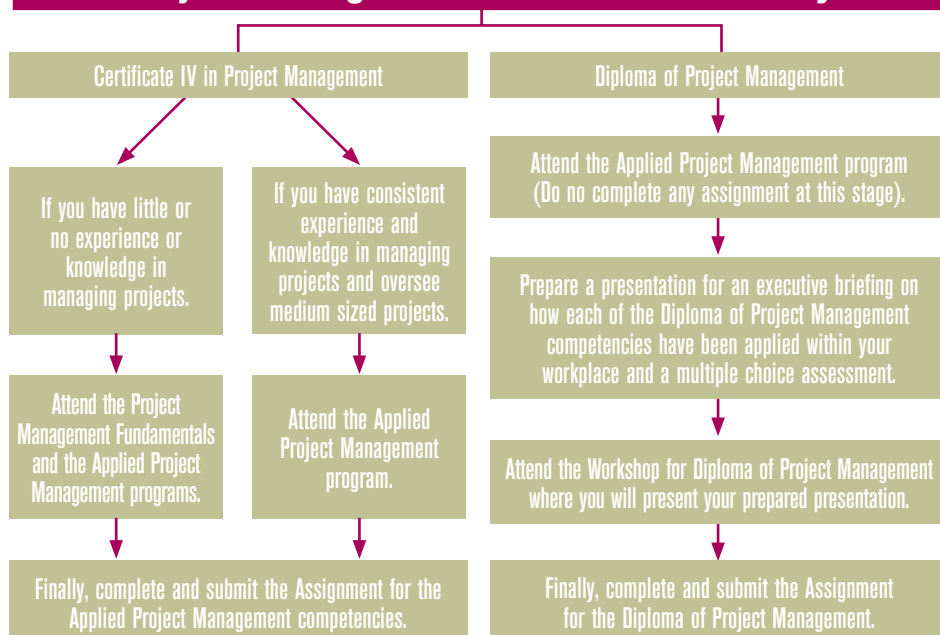 Certificate IV in Project Management
If you have little or
no experience or
knowledge in
managing projects.
If you have consistent
experience and
knowledge in managing
projects and oversee
medium sized projects.
Attend the Project
Management Fundamentals
and the Applied Project
Management programs.
Attend the Applied
Project Management
program.
Finally, complete and submit the Assignment for the
Applied Project Management competencies.
Diploma of Project Management
Attend the Applied Project Management program
(Do no complete any assignment at this stage).
Prepare a presentation for an executive briefing on
how each of the Diploma of Project Management
competencies have been applied within your
workplace and a multiple choice assessment.
Attend the Workshop for Diploma of Project Management
where you will present your prepared presentation.
Finally, complete and submit the Assignment
for the Diploma of Project Management.